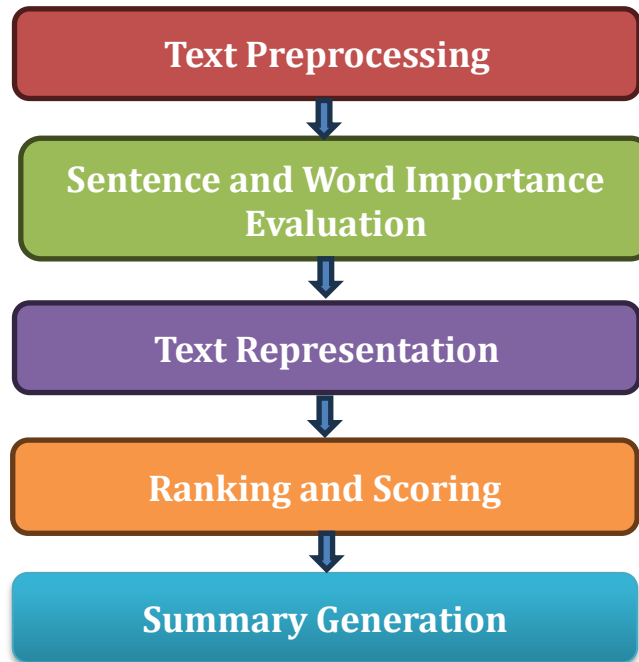 Text Preprocessing
Sentence and Word Importance
Evaluation
Text Representation
Ranking and Scoring
Summary Generation